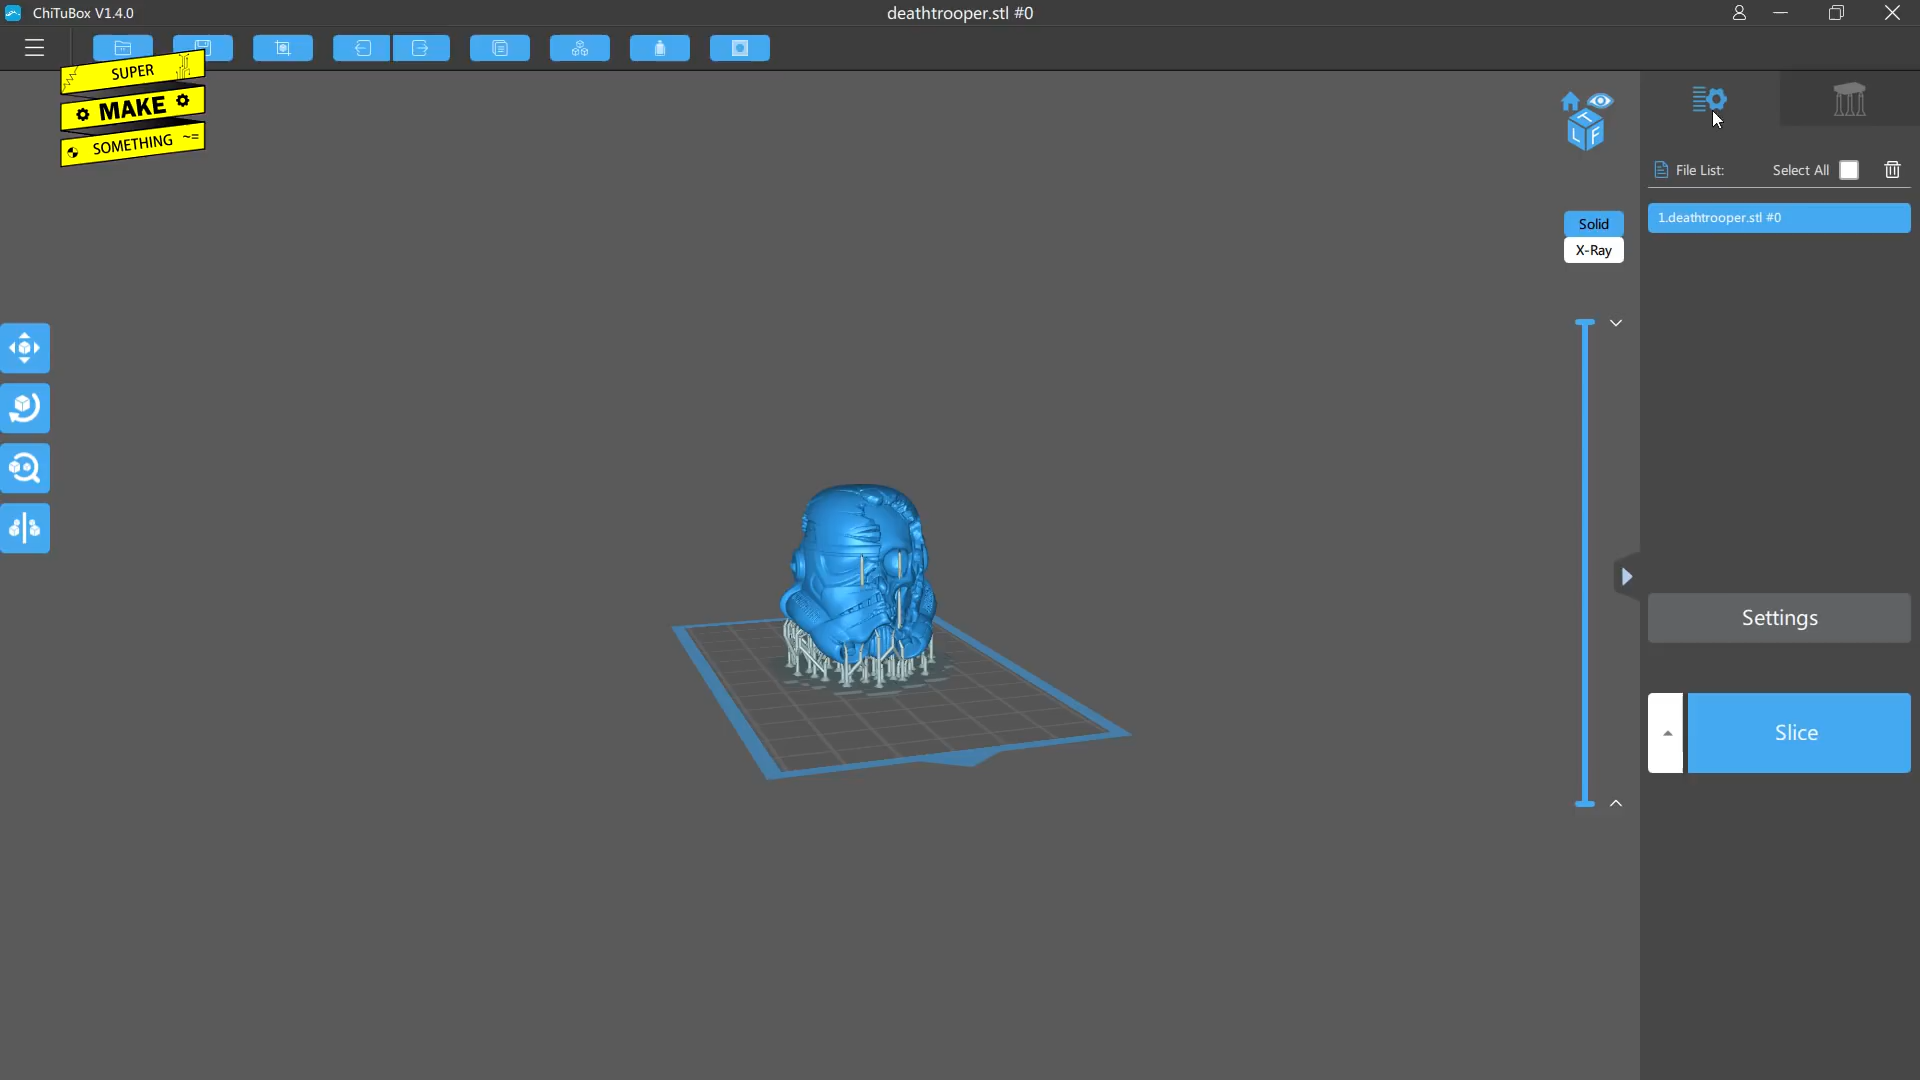 ChiTuBox V1.4.0
deathtrooper.stl #0
SUPER
MAKE
SOMETHING ~=
T
L F
File List:
Select All
Solid
X-Ray
1.deathtrooper.stl #0
Settings
Slice